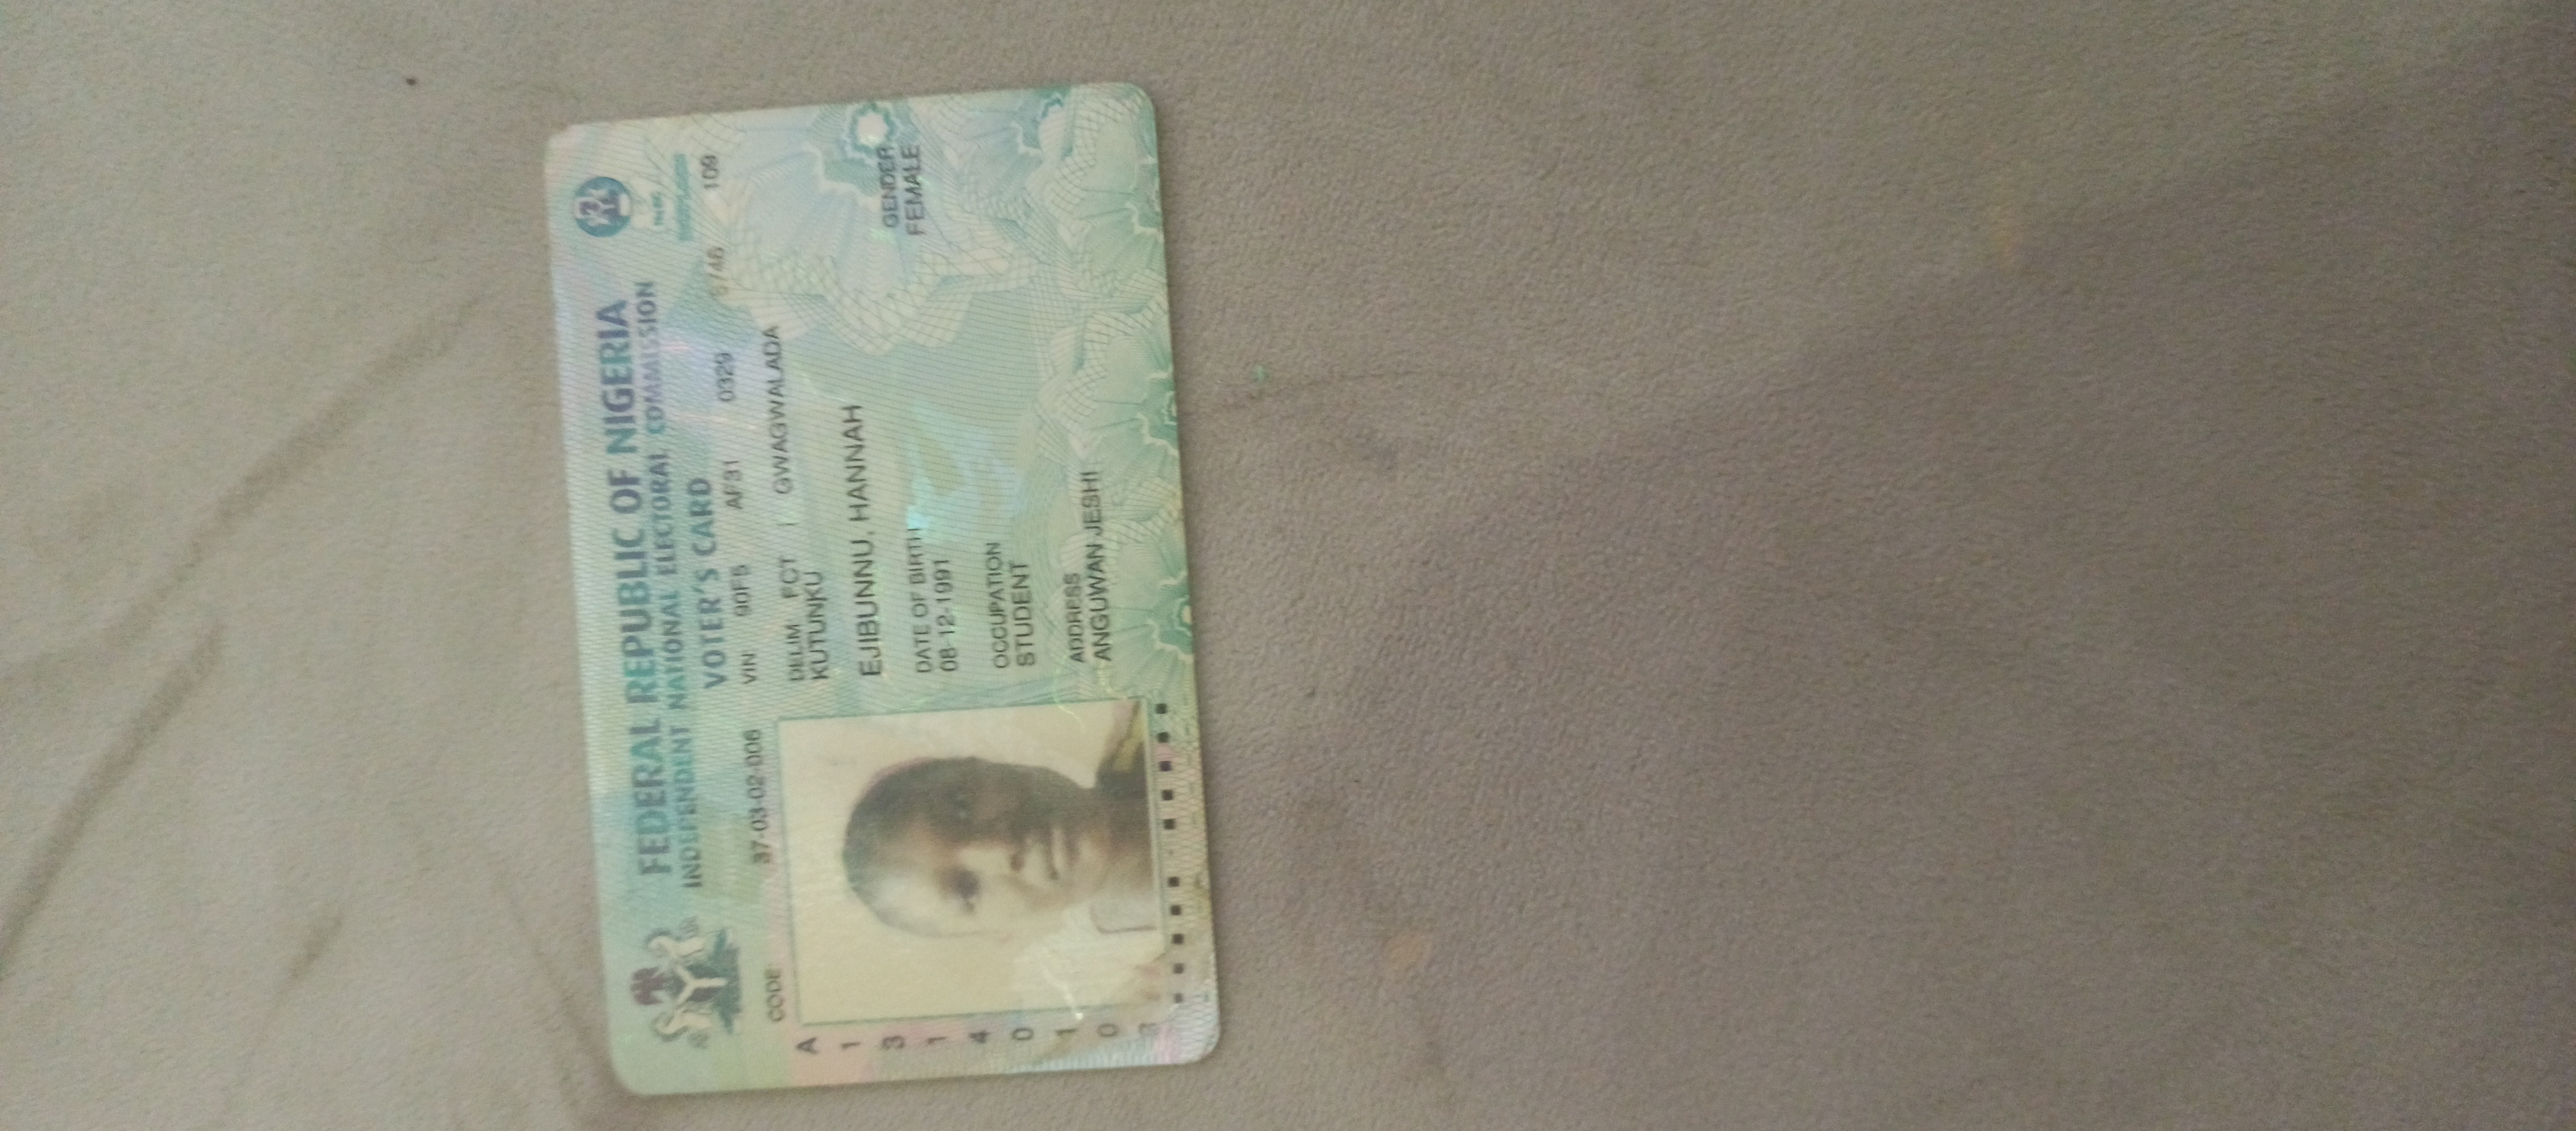 FEDERAL REPUBLIC OF NIGERIA
INDEPENDENT NATIONAL ELECTORAL COMMISSION
VOTER'S CARD
INEC
CODE 37-03-02-006
VIN 90F5 AF31 0329 109
DELIM FCT | GWAGWALADA
KUTUNKU
EJIBUNNU, HANNAH
DATE OF BIRTH
08-12-1991
GENDER
FEMALE
OCCUPATION
STUDENT
ADDRESS
ANGUWAN JESHI
A
1
3
1
4
0
1
0